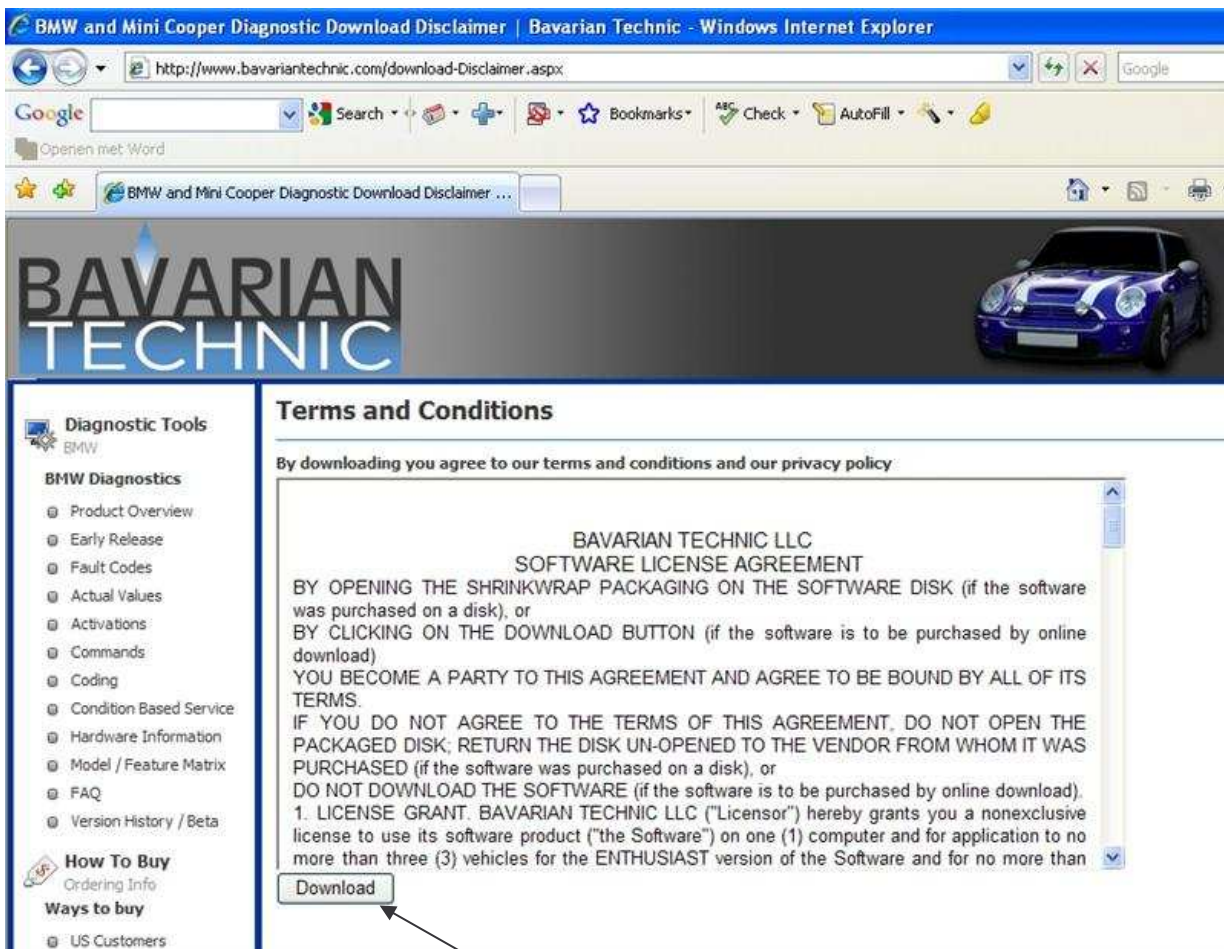 BMW and Mini Cooper Diagnostic Download Disclaimer | Bavarian Technic - Windows Internet Explorer
http://www.bavariantechnic.com/download-Disclaimer.aspx
Google
Google
Search
Bookmarks
ABC
Check
AutoFill
Openen met Word
BMW and Mini Cooper Diagnostic Download Disclaimer ...
BAVARIAN
TECHNIC
Diagnostic Tools
BMW
BMW Diagnostics
Product Overview
Early Release
Fault Codes
Actual Values
Activations
Commands
Coding
Condition Based Service
Hardware Information
Model / Feature Matrix
FAQ
Version History / Beta
How To Buy
Ordering Info
Ways to buy
US Customers
Terms and Conditions
By downloading you agree to our terms and conditions and our privacy policy
BAVARIAN TECHNIC LLC
SOFTWARE LICENSE AGREEMENT
BY OPENING THE SHRINKWRAP PACKAGING ON THE SOFTWARE DISK (if the software
was purchased on a disk), or
BY CLICKING ON THE DOWNLOAD BUTTON (if the software is to be purchased by online
download)
YOU BECOME A PARTY TO THIS AGREEMENT AND AGREE TO BE BOUND BY ALL OF ITS
TERMS.
IF YOU DO NOT AGREE TO THE TERMS OF THIS AGREEMENT, DO NOT OPEN THE
PACKAGED DISK; RETURN THE DISK UN-OPENED TO THE VENDOR FROM WHOM IT WAS
PURCHASED (if the software was purchased on a disk), or
DO NOT DOWNLOAD THE SOFTWARE (if the software is to be purchased by online download).
1. LICENSE GRANT. BAVARIAN TECHNIC LLC ("Licensor") hereby grants you a nonexclusive
license to use its software product ("the Software") on one (1) computer and for application to no
more than three (3) vehicles for the ENTHUSIAST version of the Software and for no more than
Download